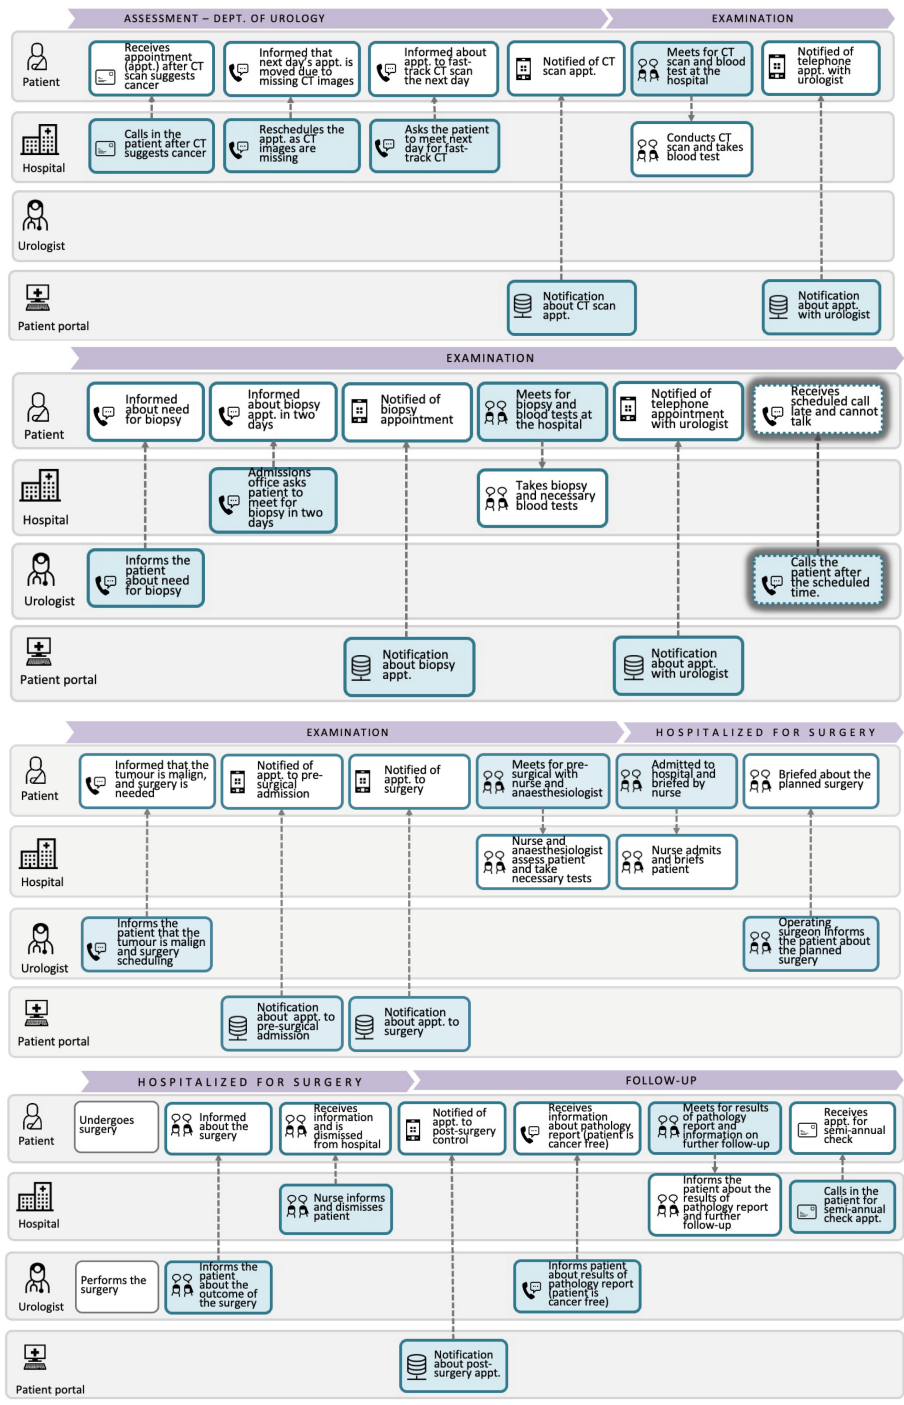 ASSESSMENT – DEPT. OF UROLOGY
EXAMINATION
Patient
Receives
appointment
(appt.) after CT
scan suggests
cancer
Informed that
next day's appt. is
moved due to
missing CT images
Informed about
appt. to fast-
track CT scan
the next day
Notified of CT
scan appt.
Meets for CT
scan and blood
test at the
hospital
Notified of
telephone
appt. with
urologist
Hospital
Calls in the
patient after CT
suggests cancer
Reschedules the
appt. as CT
images are
missing
Asks the patient
to meet next
day for fast-
track CT
Conducts CT
scan and takes
blood test
Urologist
Patient portal
Notification
about CT scan
appt.
Notification
about appt.
with urologist
EXAMINATION
Patient
Informed
about need
for biopsy
Informed
about biopsy
appt. in two
days
Notified of
biopsy
appointment
Meets for
biopsy and
blood tests at
the hospital
Notified of
telephone
appointment
with urologist
Receives
scheduled call
late and cannot
talk
Hospital
Admissions
office asks
patient to
meet for
biopsy in two
days
Takes biopsy
and necessary
blood tests
Urologist
Informs the
patient
about need
for biopsy
Calls the
patient after
the scheduled
time.
Patient portal
Notification
about biopsy
appt.
Notification
about appt.
with urologist
EXAMINATION
HOSPITALIZED FOR SURGERY
Patient
Informed that the
tumour is malign,
and surgery is
needed
Notified of
appt. to pre-
surgical
admission
Notified of
appt. to
surgery
Meets for pre-
surgical with
nurse and
anaesthesiologist
Admitted to
hospital and
briefed by
nurse
Briefed about the
planned surgery
Hospital
Nurse and
anaesthesiologist
assess patient
and take
necessary tests
Nurse admits
and briefs
patient
Urologist
Informs the
patient that the
tumour is malign
and surgery
scheduling
Operating
surgeon informs
the patient about
the planned
surgery
Patient portal
Notification
about appt. to
pre-surgical
admission
Notification
about appt. to
surgery
HOSPITALIZED FOR SURGERY
FOLLOW-UP
Patient
Undergoes
surgery
Informed
about the
surgery
Receives
information
and is
dismissed
from hospital
Notified of
appt. to
post-surgery
control
Receives
information
about pathology
report (patient is
cancer free)
Meets for results
of pathology
report and
information on
further follow-up
Receives
appt. for
semi-annual
check
Hospital
Nurse informs
and dismisses
patient
Informs the
patient about the
results of
pathology report
and further
follow-up
Calls in the
patient for
semi-annual
check appt.
Urologist
Performs the
surgery
Informs the
patient
about the
outcome of
the surgery
Informs patient
about results of
pathology report
(patient is
cancer free)
Patient portal
Notification
about post-
surgery appt.